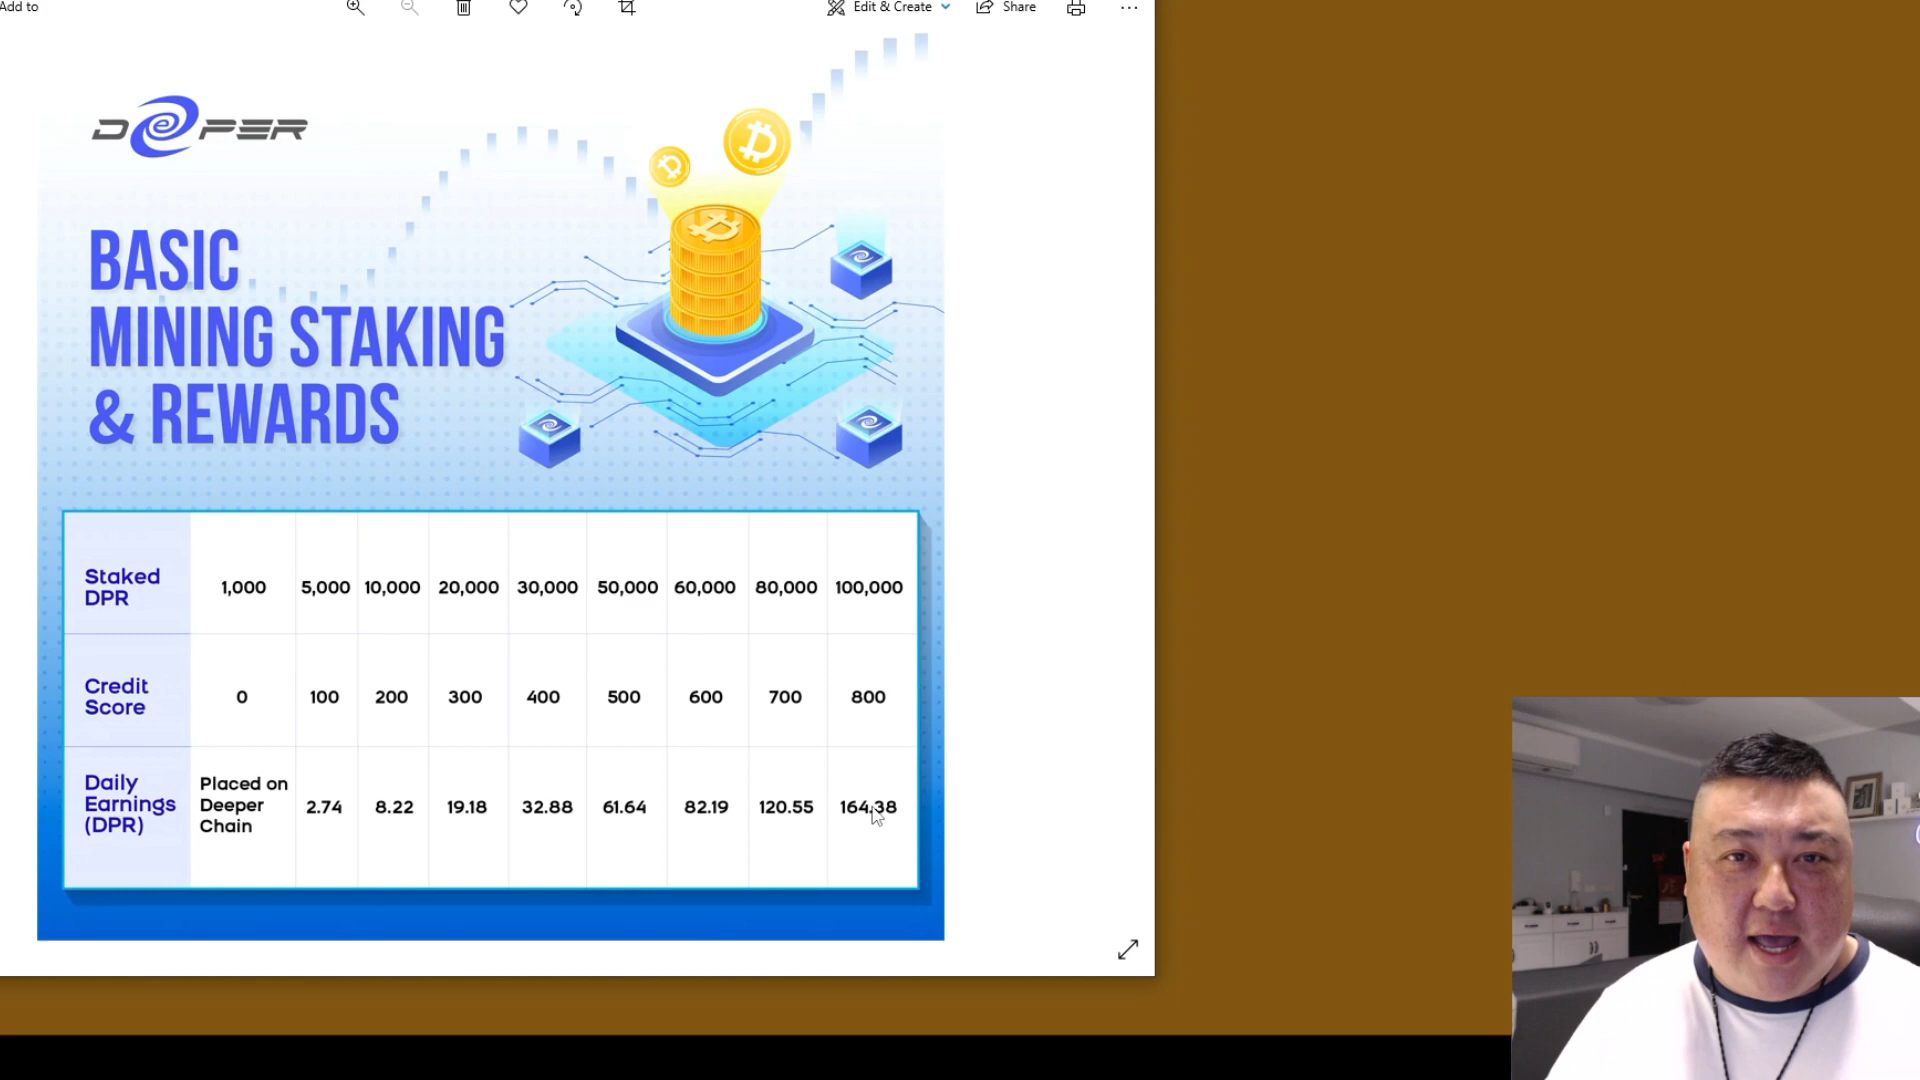 Add to
Edit & Create
Share
DEEPER
BASIC
MINING STAKING
& REWARDS
Staked DPR 1,000 5,000 10,000 20,000 30,000 50,000 60,000 80,000 100,000
Credit Score 0 100 200 300 400 500 600 700 800
Daily Earnings (DPR) Placed on Deeper Chain 2.74 8.22 19.18 32.88 61.64 82.19 120.55 164.38